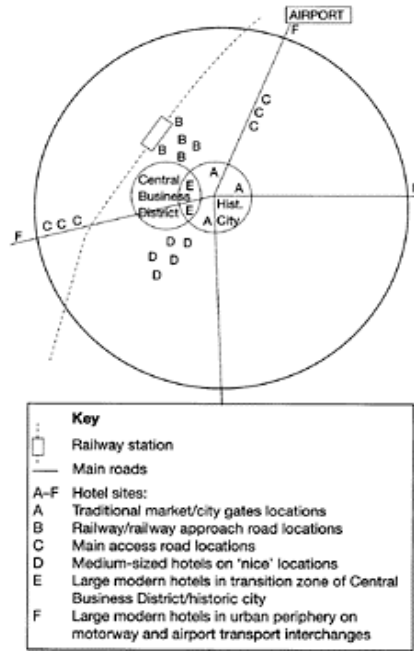 AIRPORT
F
C
C
C
B
B
B
B
B
A
Central
Business
District
E
E
A
A
Hist.
City
F
F
C C C
D
D
D
D
D
Key
Railway station
Main roads
A–F Hotel sites:
A Traditional market/city gates locations
B Railway/railway approach road locations
C Main access road locations
D Medium-sized hotels on 'nice' locations
E Large modern hotels in transition zone of Central
Business District/historic city
F Large modern hotels in urban periphery on
motorway and airport transport interchanges